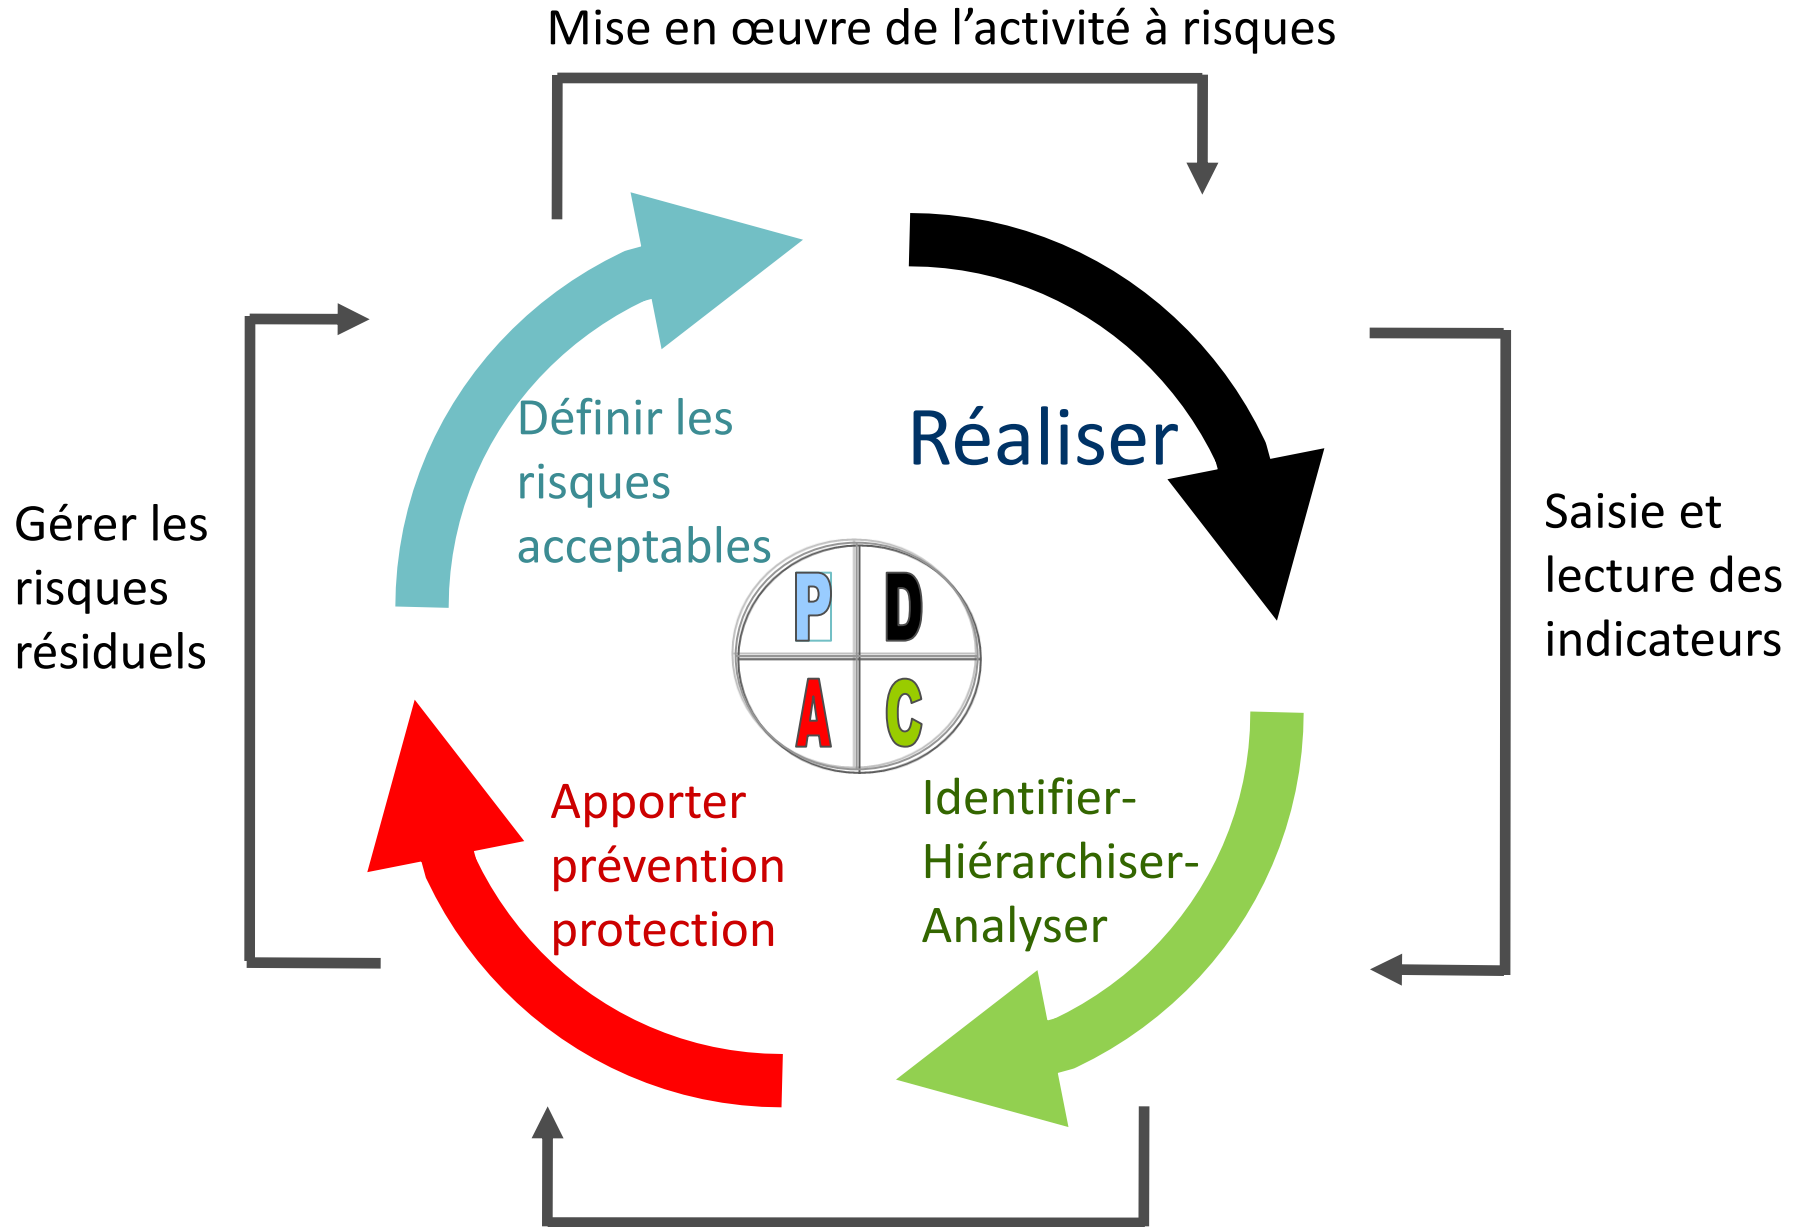 Mise en œuvre de l’activité à risques
Définir les
risques
acceptables
Réaliser
Gérer les
risques
résiduels
Saisie et
lecture des
indicateurs
P D
A C
Apporter
prévention
protection
Identifier-
Hiérarchiser-
Analyser